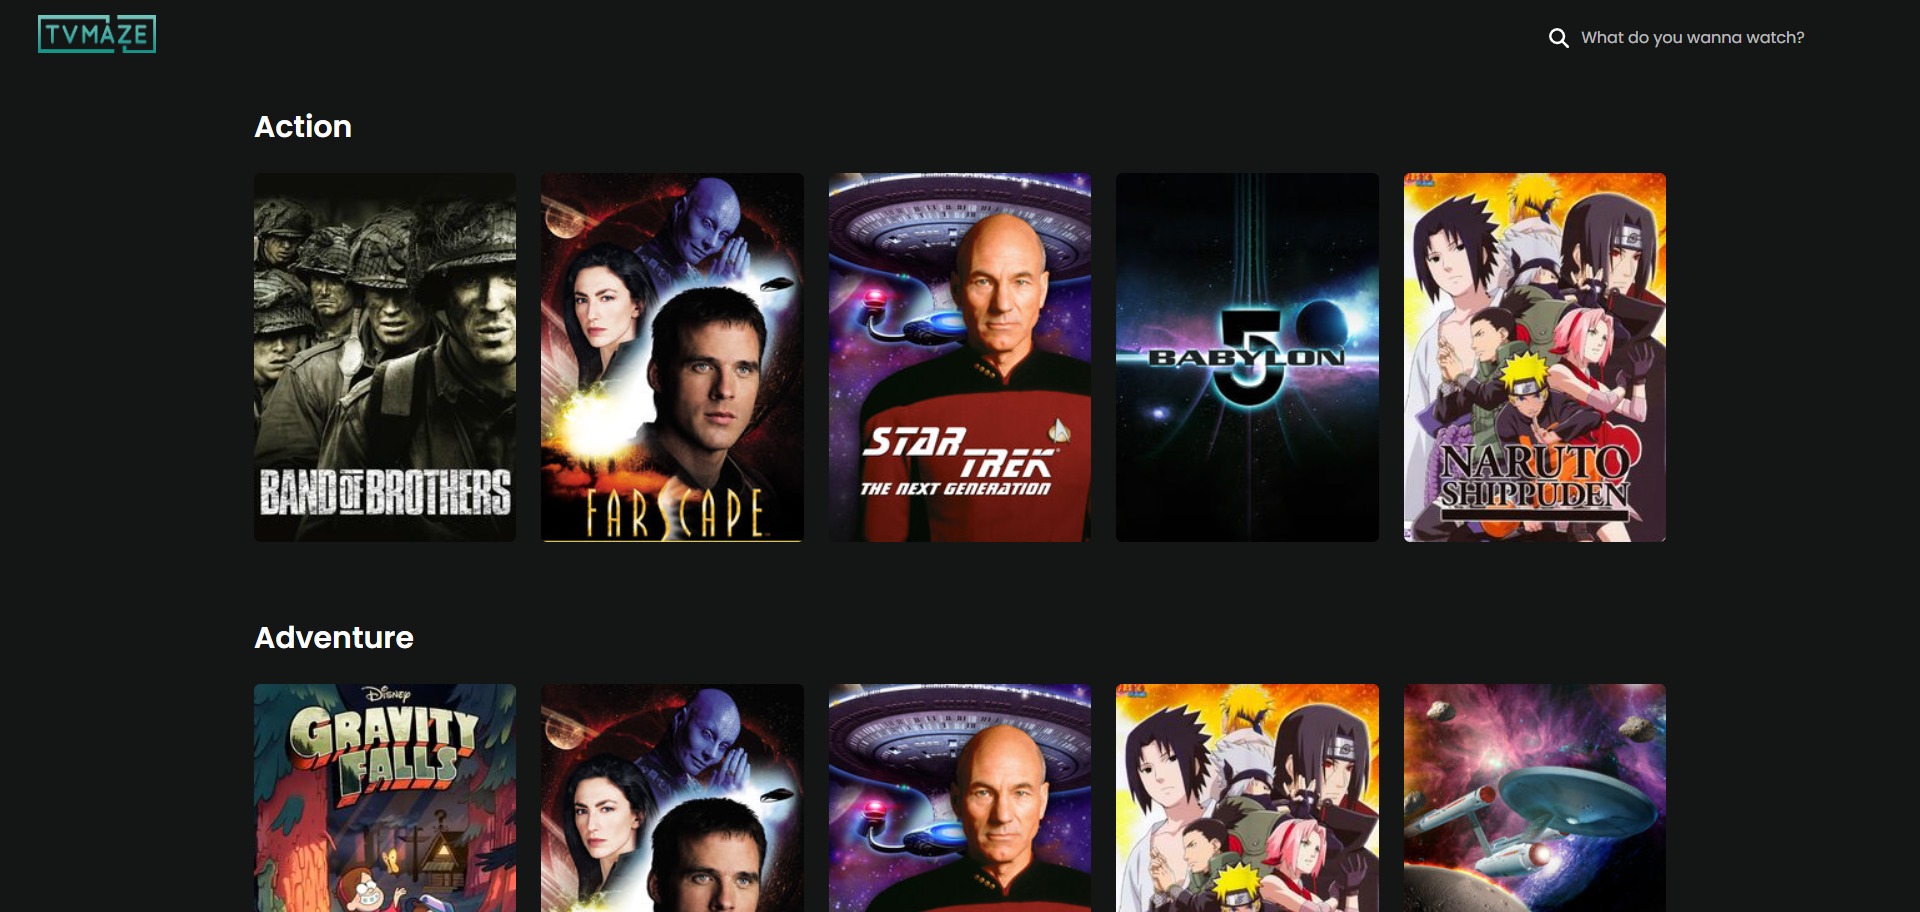 TVMAZE
What do you wanna watch?
Action
BAND OF BROTHERS
FARSCAPE
STAR TREK
THE NEXT GENERATION
BABYLON 5
NARUTO
SHIPPUDEN
Adventure
Disney
GRAVITY
FALLS